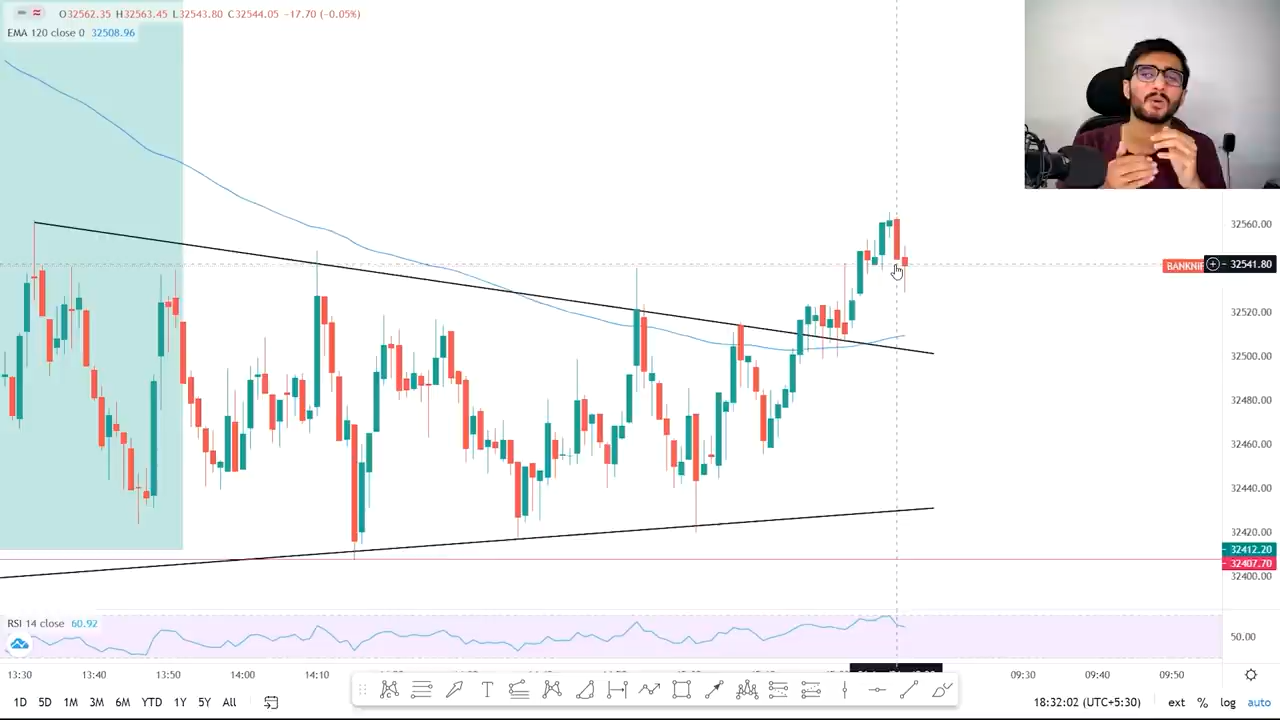 O32562.35 H32563.45 L32543.80 C32544.05 -17.70 (-0.05%)
EMA 120 close 0 32508.96
32560.00
BANKNIF
32541.80
32520.00
32500.00
32480.00
32460.00
32440.00
32420.00
32412.20
32407.70
32400.00
RSI 14 close 60.92
50.00
13:30 13:40 14:10 09:30 09:40 09:50
1D 5D 1M 3M 6M YTD 1Y 5Y All 18:32:02 (UTC+5:30) ext % log auto